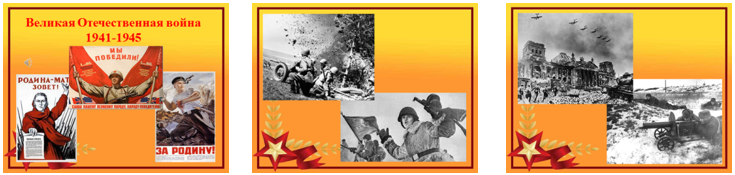 Великая Отечественная война
1941-1945
МЫ
ПОБЕДИЛИ!
РОДИНА-МАТЬ
ЗОВЕТ!
ЗА РОДИНУ!